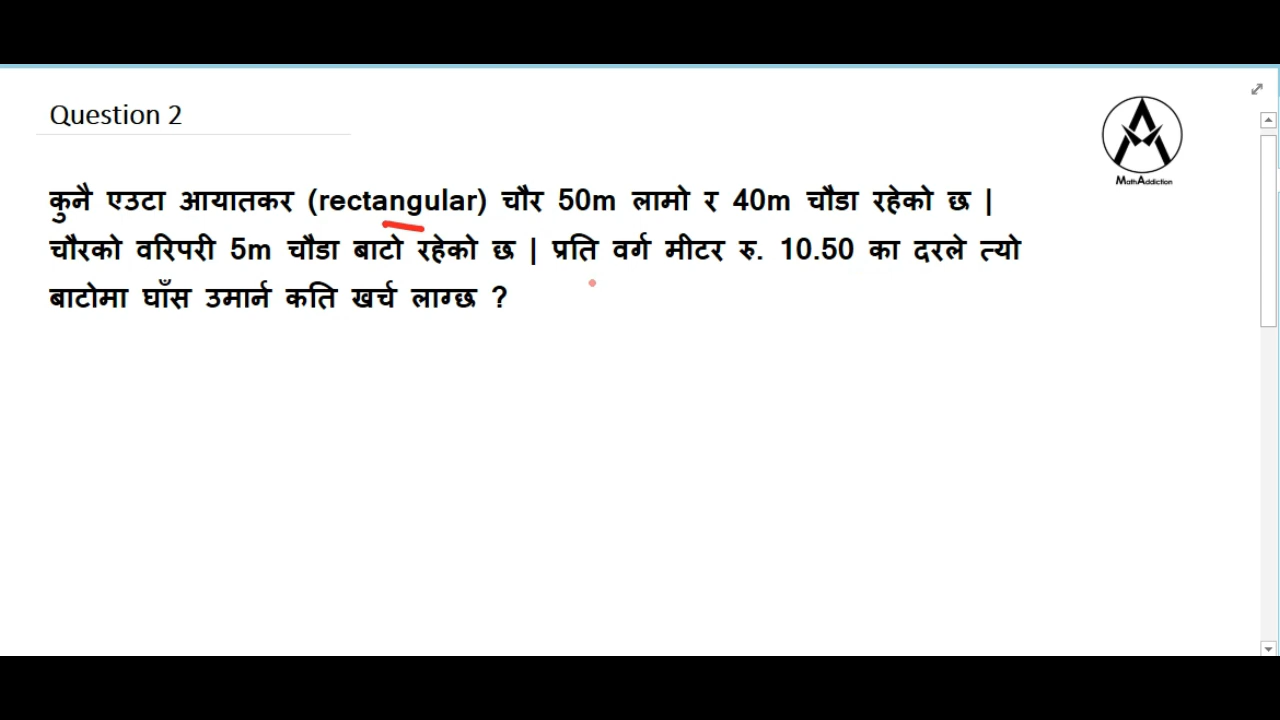 Question 2
MathAddiction
कुनै एउटा आयातकर (rectangular) चौर 50m लामो र 40m चौडा रहेको छ |
चौरको वरिपरी 5m चौडा बाटो रहेको छ | प्रति वर्ग मीटर रु. 10.50 का दरले त्यो
बाटोमा घाँस उमार्न कति खर्च लाग्छ ?